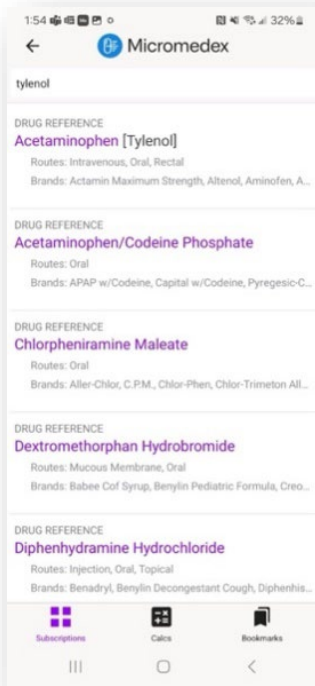 1:54
32%
Micromedex
tylenol
DRUG REFERENCE
Acetaminophen [Tylenol]
Routes: Intravenous, Oral, Rectal
Brands: Actamin Maximum Strength, Altenol, Aminofen, A...
DRUG REFERENCE
Acetaminophen/Codeine Phosphate
Routes: Oral
Brands: APAP w/Codeine, Capital w/Codeine, Pyregesic-C...
DRUG REFERENCE
Chlorpheniramine Maleate
Routes: Oral
Brands: Aller-Chlor, C.P.M., Chlor-Phen, Chlor-Trimeton All...
DRUG REFERENCE
Dextromethorphan Hydrobromide
Routes: Mucous Membrane, Oral
Brands: Babee Cof Syrup, Benylin Pediatric Formula, Creo...
DRUG REFERENCE
Diphenhydramine Hydrochloride
Routes: Injection, Oral, Topical
Brands: Benadryl, Benylin Decongestant Cough, Diphenhis...
Subscriptions
Calcs
Bookmarks